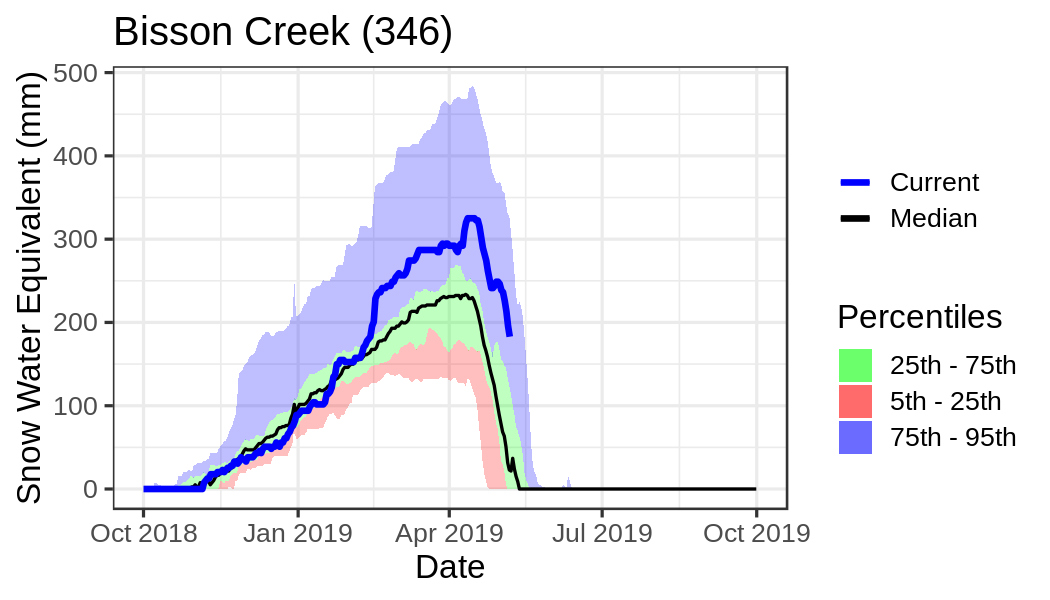 Bisson Creek (346)
Snow Water Equivalent (mm)
500
400
300
200
100
0
Oct 2018
Jan 2019
Apr 2019
Jul 2019
Oct 2019
Date
Current
Median
Percentiles
25th - 75th
5th - 25th
75th - 95th